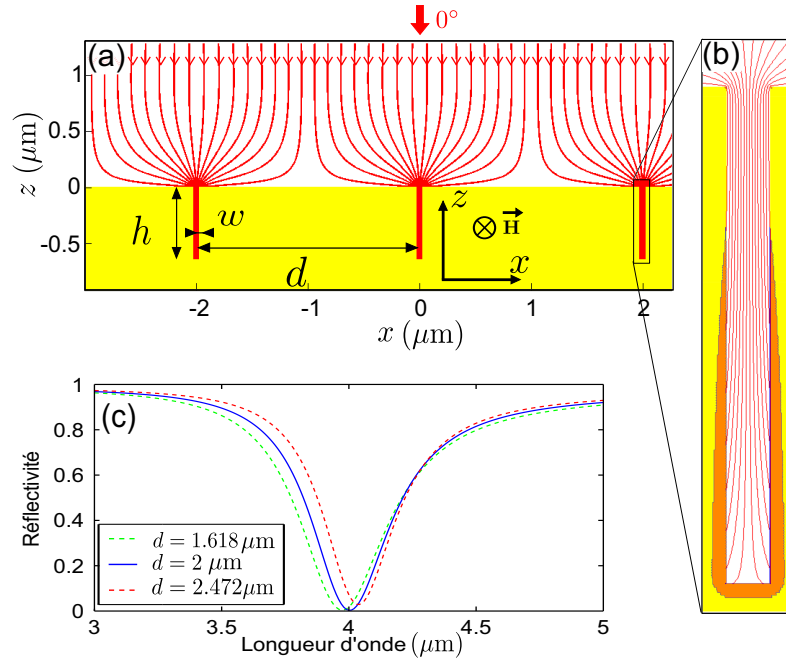 0°
(a)
(b)
z (μm)
1
0.5
0
-0.5
h
w
d
z
H
x
-2
-1
0
1
2
x (μm)
(c)
Réflectivité
1
0.8
0.6
0.4
0.2
0
d = 1.618 μm
d = 2 μm
d = 2.472μm
3
3.5
4
4.5
5
Longueur d'onde (μm)